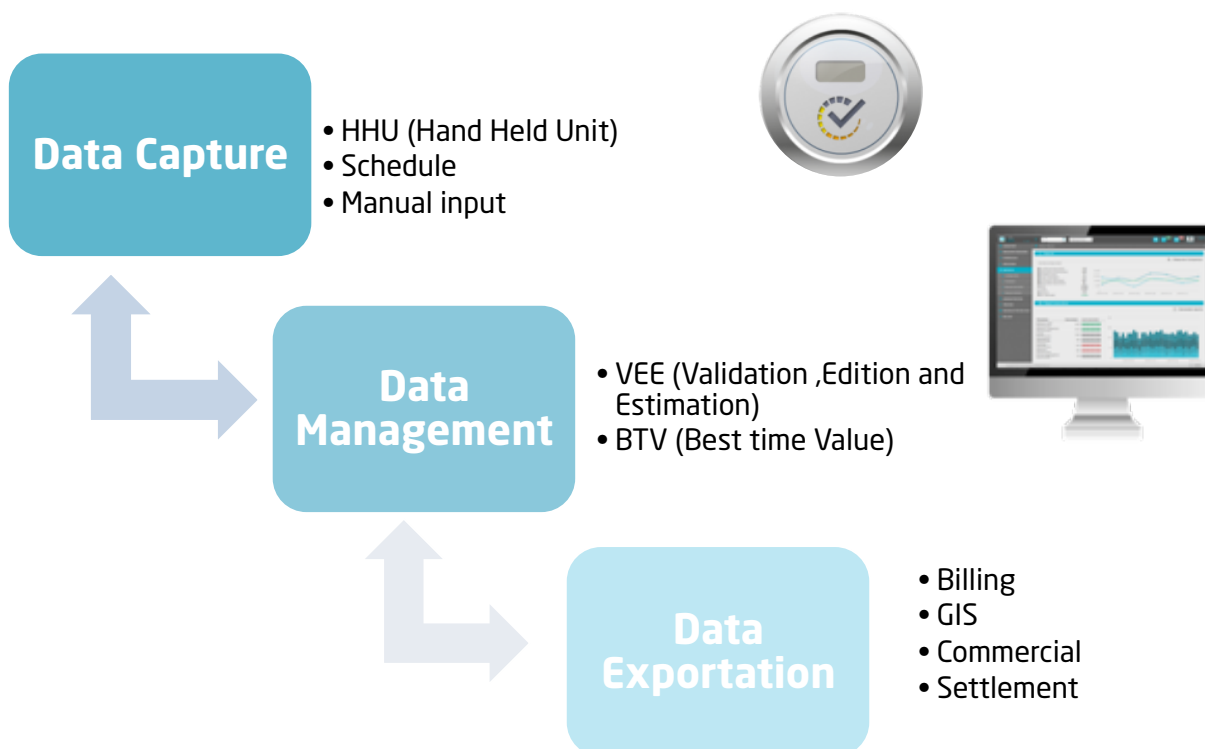 Data Capture
• HHU (Hand Held Unit)
• Schedule
• Manual input
Data
Management
• VEE (Validation ,Edition and
Estimation)
• BTV (Best time Value)
Data
Exportation
• Billing
• GIS
• Commercial
• Settlement